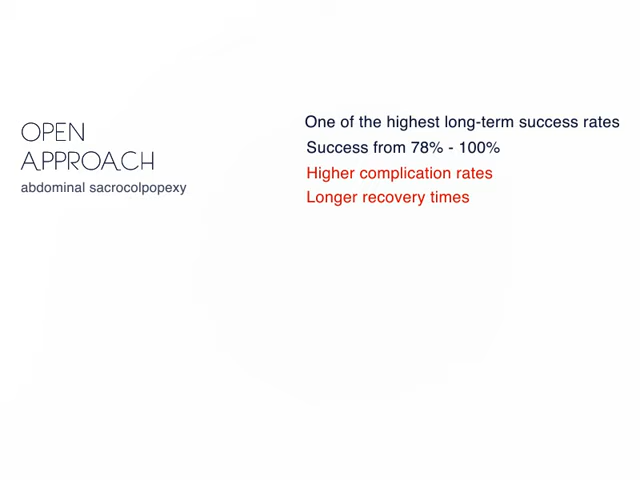 OPEN
APPROACH
abdominal sacrocolpopexy
One of the highest long-term success rates
Success from 78% - 100%
Higher complication rates
Longer recovery times